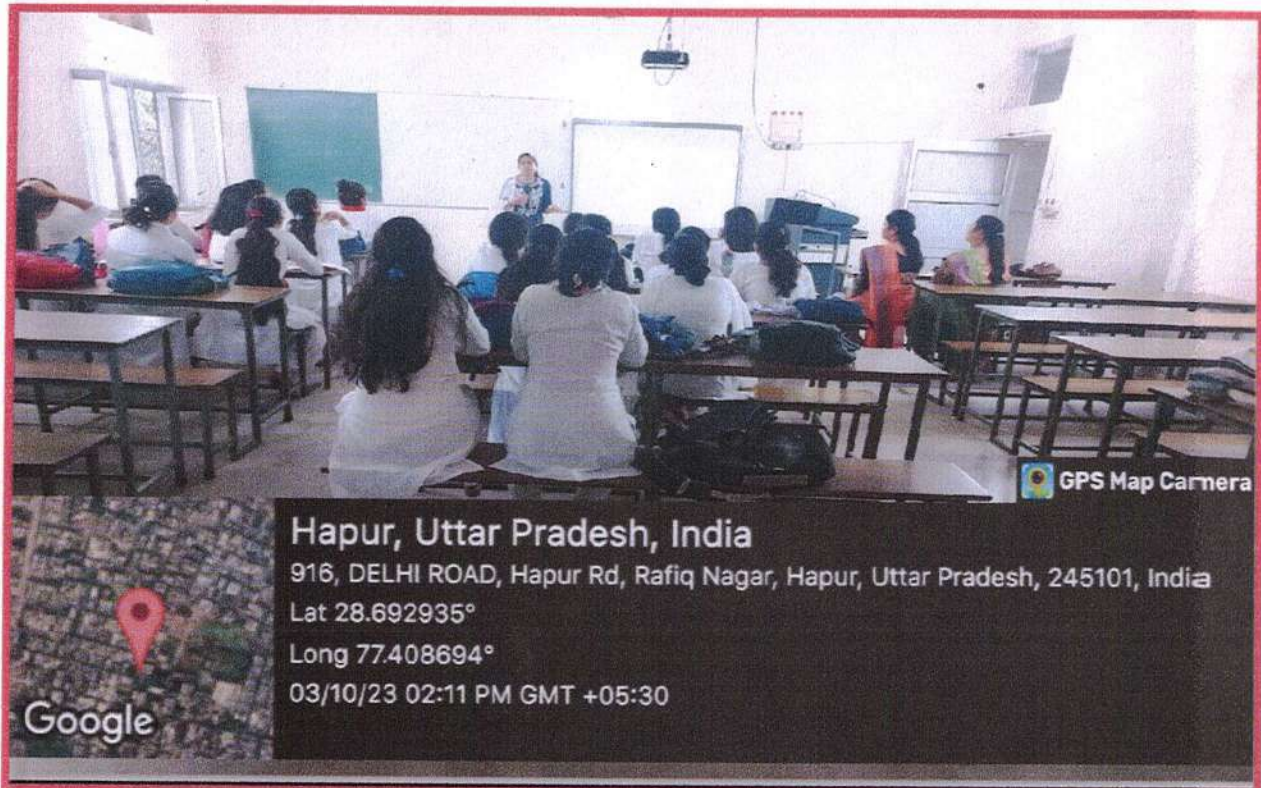 GPS Map Camera
Hapur, Uttar Pradesh, India
916, DELHI ROAD, Hapur Rd, Rafiq Nagar, Hapur, Uttar Pradesh, 245101, India
Lat 28.692935°
Long 77.408694°
03/10/23 02:11 PM GMT +05:30
Google